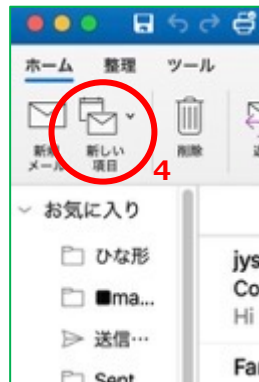 ホーム 整理 ツール
新規 新しい 削除
メール 項目
4
お気に入り
ひな形
jys
■ma...
Co
送信…
Hi
Sent
Far